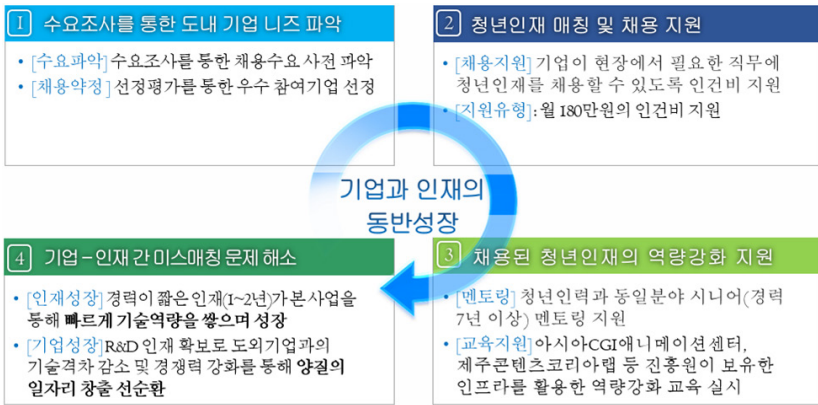 1 수요조사를 통한 도내 기업 니즈 파악
• [수요파악] 수요조사를 통한 채용수요 사전 파악
• [채용약정] 선정평가를 통한 우수 참여기업 선정
2 청년인재 매칭 및 채용 지원
• [채용지원] 기업이 현장에서 필요한 직무에
청년인재를 채용할 수 있도록 인건비 지원
• [지원유형] : 월 180만원의 인건비 지원
기업과 인재의
동반성장
4 기업 – 인재 간 미스매칭 문제 해소
• [인재성장] 경력이 짧은 인재(1~2년)가 본 사업을
통해 빠르게 기술역량을 쌓으며 성장
• [기업성장] R&D 인재 확보로 도외기업과의
기술격차 감소 및 경쟁력 강화를 통해 양질의
일자리 창출 선순환
3 채용된 청년인재의 역량강화 지원
• [멘토링] 청년인력과 동일분야 시니어(경력
7년 이상) 멘토링 지원
• [교육지원] 아시아CGI애니메이션센터,
제주콘텐츠코리아랩 등 진흥원이 보유한
인프라를 활용한 역량강화 교육 실시